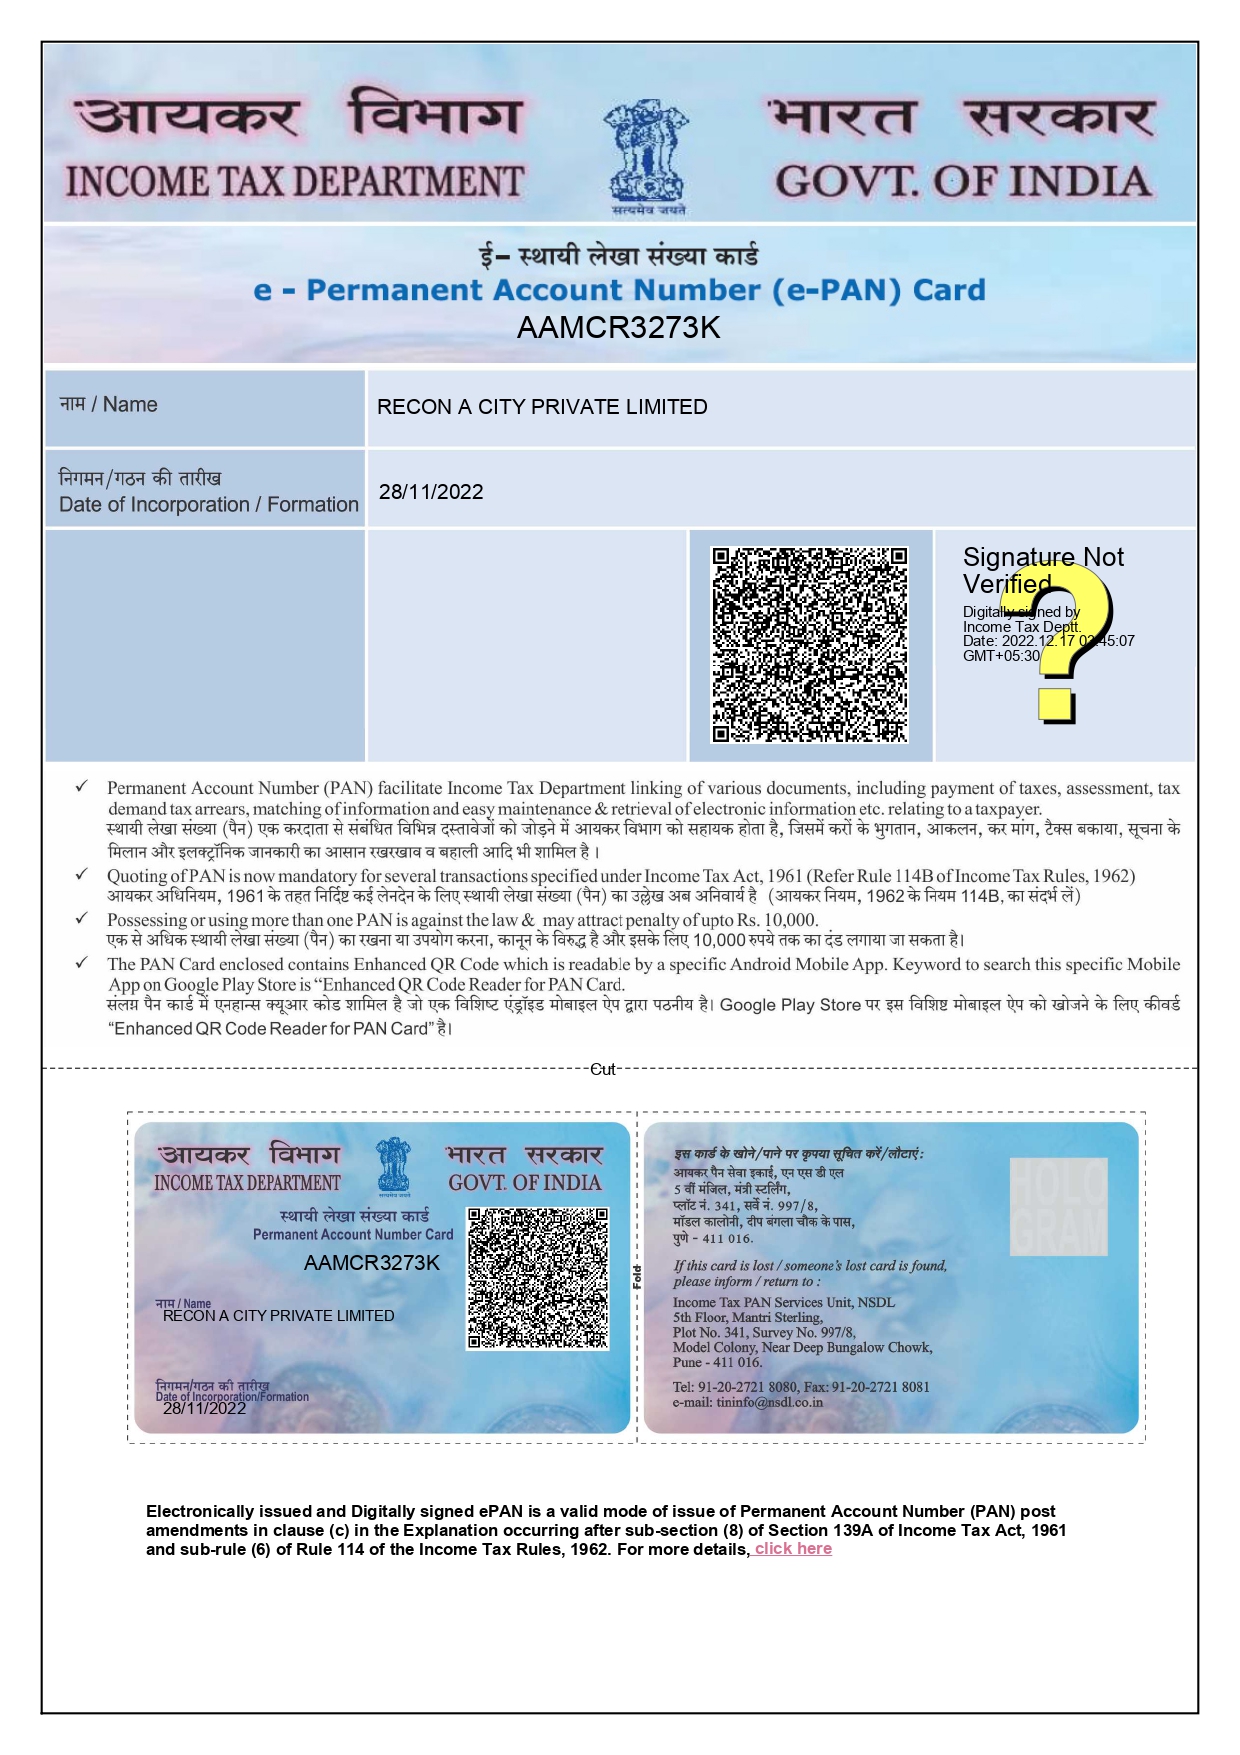 आयकर विभाग
INCOME TAX DEPARTMENT
सत्यमेव जयते
भारत सरकार
GOVT. OF INDIA
ई– स्थायी लेखा संख्या कार्ड
e - Permanent Account Number (e-PAN) Card
AAMCR3273K
नाम / Name
RECON A CITY PRIVATE LIMITED
निगमन/गठन की तारीख
Date of Incorporation / Formation
28/11/2022
Signature Not
Verified
Digitally signed by
Income Tax Deptt.
Date: 2022.12.17 :45:07
GMT+05:30
✓ Permanent Account Number (PAN) facilitate Income Tax Department linking of various documents, including payment of taxes, assessment, tax
demand tax arrears, matching of information and easy maintenance & retrieval of electronic information etc. relating to a taxpayer.
स्थायी लेखा संख्या (पैन) एक करदाता से संबंधित विभिन्न दस्तावेजों को जोड़ने में आयकर विभाग को सहायक होता है, जिसमें करों के भुगतान, आकलन, कर मांग, टैक्स बकाया, सूचना के
मिलान और इलक्ट्रॉनिक जानकारी का आसान रखरखाव व बहाली आदि भी शामिल है ।
✓ Quoting of PAN is now mandatory for several transactions specified under Income Tax Act, 1961 (Refer Rule 114B of Income Tax Rules, 1962)
आयकर अधिनियम, 1961 के तहत निर्दिष्ट कई लेनदेन के लिए स्थायी लेखा संख्या (पैन) का उल्लेख अब अनिवार्य है (आयकर नियम, 1962 के नियम 114B, का संदर्भ लें)
✓ Possessing or using more than one PAN is against the law & may attract penalty of upto Rs. 10,000.
एक से अधिक स्थायी लेखा संख्या (पैन) का रखना या उपयोग करना, कानून के विरुद्ध है और इसके लिए 10,000 रुपये तक का दंड लगाया जा सकता है।
✓ The PAN Card enclosed contains Enhanced QR Code which is readable by a specific Android Mobile App. Keyword to search this specific Mobile
App on Google Play Store is “Enhanced QR Code Reader for PAN Card.
संलग्न पैन कार्ड में एनहान्स क्यूआर कोड शामिल है जो एक विशिष्ट एंड्रॉइड मोबाइल ऐप द्वारा पठनीय है। Google Play Store पर इस विशिष्ट मोबाइल ऐप को खोजने के लिए कीवर्ड
“Enhanced QR Code Reader for PAN Card” है।
Cut
आयकर विभाग
INCOME TAX DEPARTMENT
सत्यमेव जयते
भारत सरकार
GOVT. OF INDIA
स्थायी लेखा संख्या कार्ड
Permanent Account Number Card
AAMCR3273K
नाम / Name
RECON A CITY PRIVATE LIMITED
निगमन/गठन की तारीख
Date of Incorporation/Formation
28/11/2022
Fold
इस कार्ड के खोने/पाने पर कृपया सूचित करें/लौटाएं :
आयकर पैन सेवा इकाई, एन एस डी एल
5 वीं मंजिल, मंत्री स्टर्लिंग,
प्लॉट नं. 341, सर्वे नं. 997/8,
मॉडल कालोनी, दीप बंगला चौक के पास,
पुणे - 411 016.
If this card is lost / someone's lost card is found,
please inform / return to :
Income Tax PAN Services Unit, NSDL
5th Floor, Mantri Sterling,
Plot No. 341, Survey No. 997/8,
Model Colony, Near Deep Bungalow Chowk,
Pune - 411 016.
Tel: 91-20-2721 8080, Fax: 91-20-2721 8081
e-mail: tininfo@nsdl.co.in
HOLO
GRAM
Electronically issued and Digitally signed ePAN is a valid mode of issue of Permanent Account Number (PAN) post
amendments in clause (c) in the Explanation occurring after sub-section (8) of Section 139A of Income Tax Act, 1961
and sub-rule (6) of Rule 114 of the Income Tax Rules, 1962. For more details, click here